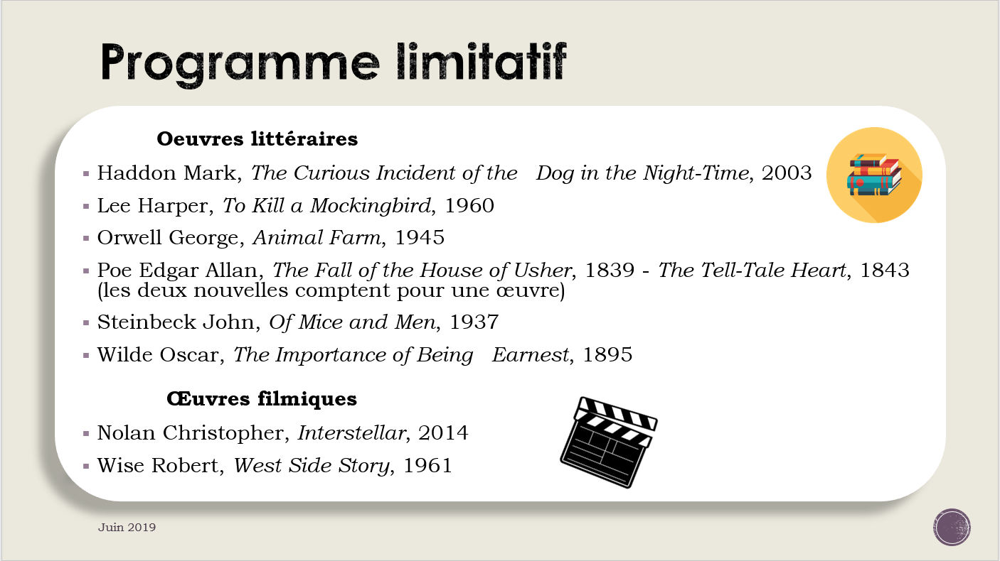 Programme limitatif
Oeuvres littéraires
Haddon Mark, The Curious Incident of the Dog in the Night-Time, 2003
Lee Harper, To Kill a Mockingbird, 1960
Orwell George, Animal Farm, 1945
Poe Edgar Allan, The Fall of the House of Usher, 1839 - The Tell-Tale Heart, 1843
(les deux nouvelles comptent pour une œuvre)
Steinbeck John, Of Mice and Men, 1937
Wilde Oscar, The Importance of Being Earnest, 1895
Œuvres filmiques
Nolan Christopher, Interstellar, 2014
Wise Robert, West Side Story, 1961
Juin 2019